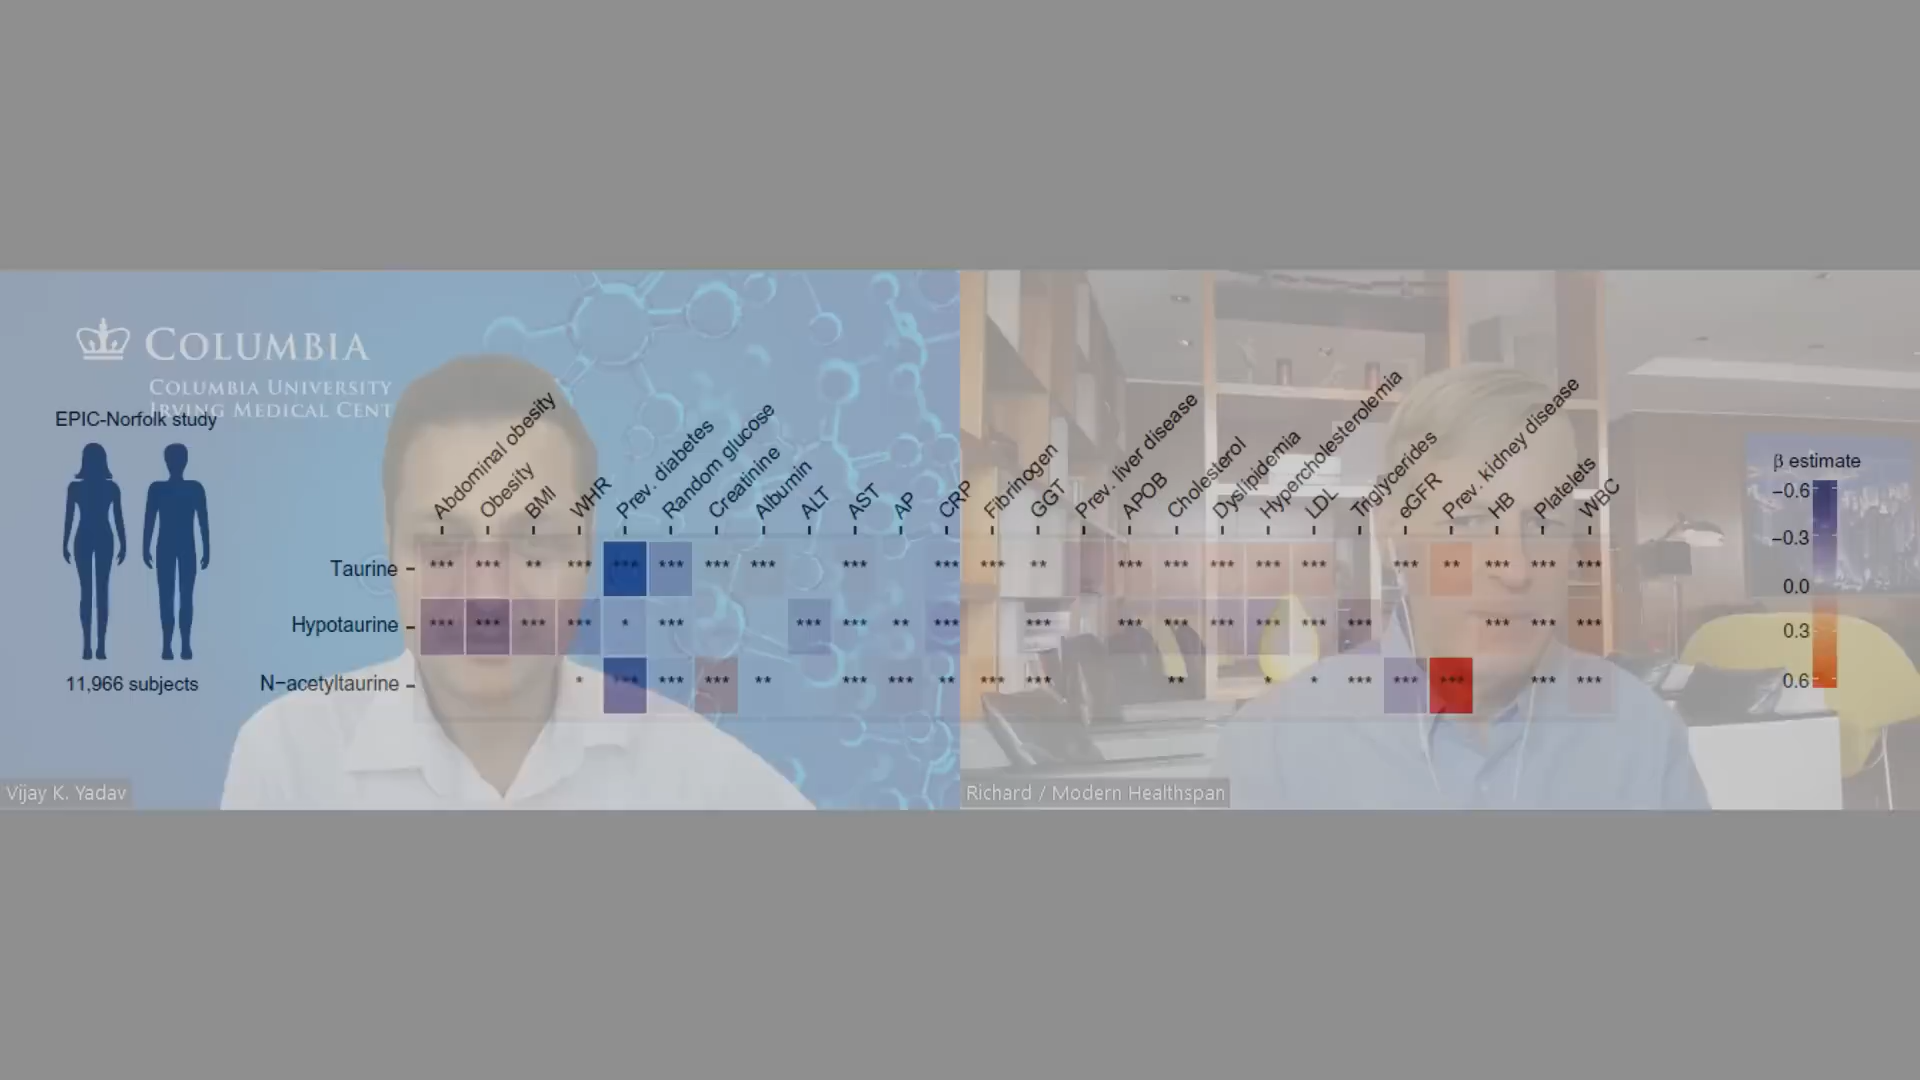 COLUMBIA
COLUMBIA UNIVERSITY
IRVING MEDICAL CENT
EPIC-Norfolk study
11,966 subjects
Abdominal obesity
Obesity
BMI
WHR
Prev. diabetes
Random glucose
Creatinine
Albumin
ALT
AST
AP
CRP
Fibrinogen
GGT
Prev. liver disease
APOB
Cholesterol
Dyslipidemia
Hypercholesterolemia
LDL
Triglycerides
eGFR
Prev. kidney disease
HB
Platelets
WBC
β estimate
−0.6
−0.3
0.0
0.3
0.6
Taurine *** *** ** *** *** *** *** *** *** *** *** ** *** *** *** *** *** *** ** *** *** ***
Hypotaurine *** *** *** *** * *** *** *** ** *** *** *** *** *** *** *** *** *** *** ***
N−acetyltaurine * *** *** *** ** *** *** ** *** *** ** * * *** *** *** *** ***
Vijay K. Yadav
Richard / Modern Healthspan